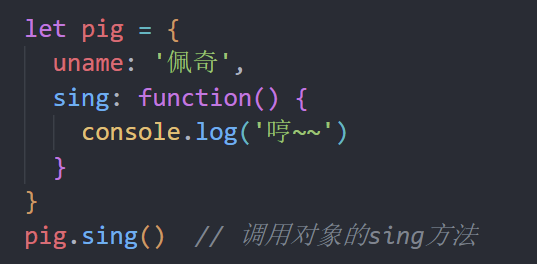 let pig = {
  uname: '佩奇',
  sing: function() {
    console.log('哼~~')
  }
}
pig.sing()  // 调用对象的sing方法